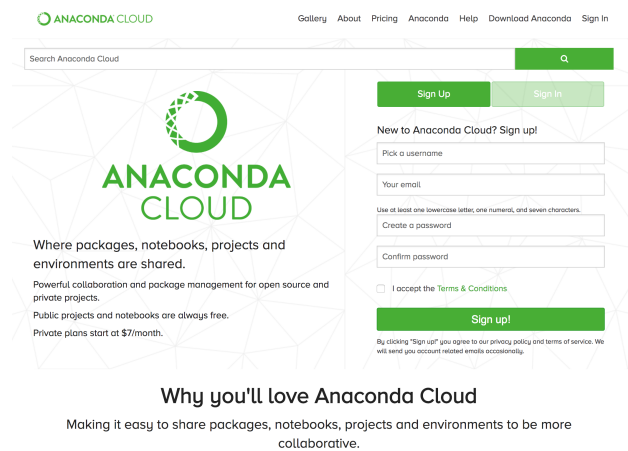 ANACONDA CLOUD
Gallery About Pricing Anaconda Help Download Anaconda Sign In
Search Anaconda Cloud
ANACONDA
CLOUD
Where packages, notebooks, projects and
environments are shared.
Powerful collaboration and package management for open source and
private projects.
Public projects and notebooks are always free.
Private plans start at $7/month.
Sign Up Sign In
New to Anaconda Cloud? Sign up!
Pick a username
Your email
Use at least one lowercase letter, one numeral, and seven characters.
Create a password
Confirm password
I accept the Terms & Conditions
Sign up!
By clicking "Sign up!" you agree to our privacy policy and terms of service. We
will send you account related emails occasionally.
Why you'll love Anaconda Cloud
Making it easy to share packages, notebooks, projects and environments to be more
collaborative.